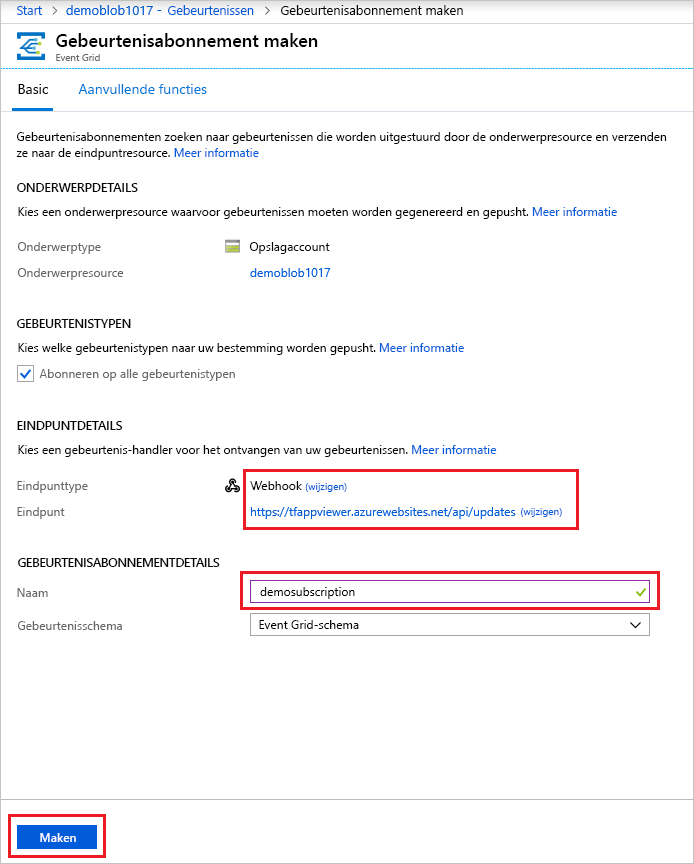 Start > demoblob1017 - Gebeurtenissen > Gebeurtenisabonnement maken
Gebeurtenisabonnement maken
Event Grid
Basic Aanvullende functies
Gebeurtenisabonnementen zoeken naar gebeurtenissen die worden uitgestuurd door de onderwerpresource en verzenden
ze naar de eindpuntresource. Meer informatie
ONDERWERPDETAILS
Kies een onderwerpresource waarvoor gebeurtenissen moeten worden gegenereerd en gepusht. Meer informatie
Onderwerptype Opslagaccount
Onderwerpresource demoblob1017
GEBEURTENISTYPEN
Kies welke gebeurtenistypen naar uw bestemming worden gepusht. Meer informatie
Abonneren op alle gebeurtenistypen
EINDPUNTDETAILS
Kies een gebeurtenis-handler voor het ontvangen van uw gebeurtenissen. Meer informatie
Eindpunttype Webhook (wijzigen)
Eindpunt https://tfappviewer.azurewebsites.net/api/updates (wijzigen)
GEBEURTENISABONNEMENTDETAILS
Naam demosubscription
Gebeurtenisschema Event Grid-schema
Maken